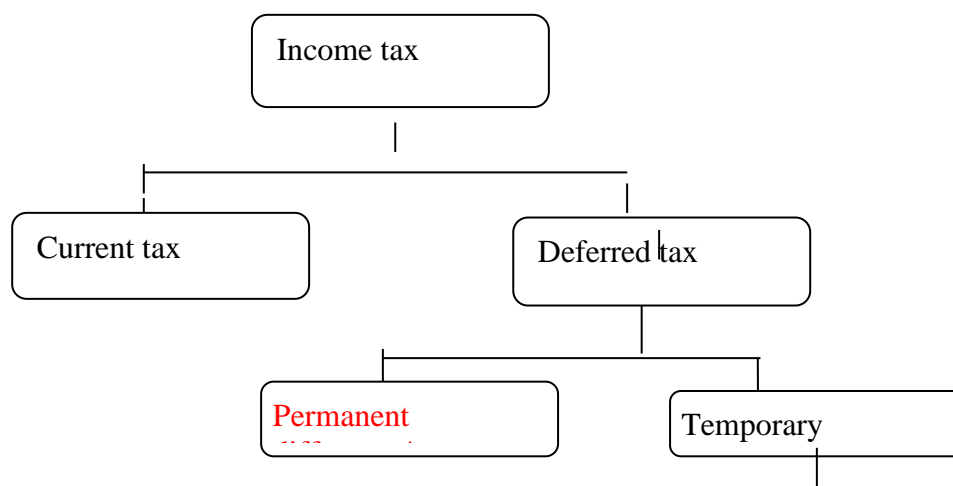 Income tax
Current tax
Deferred tax
Permanent
Temporary